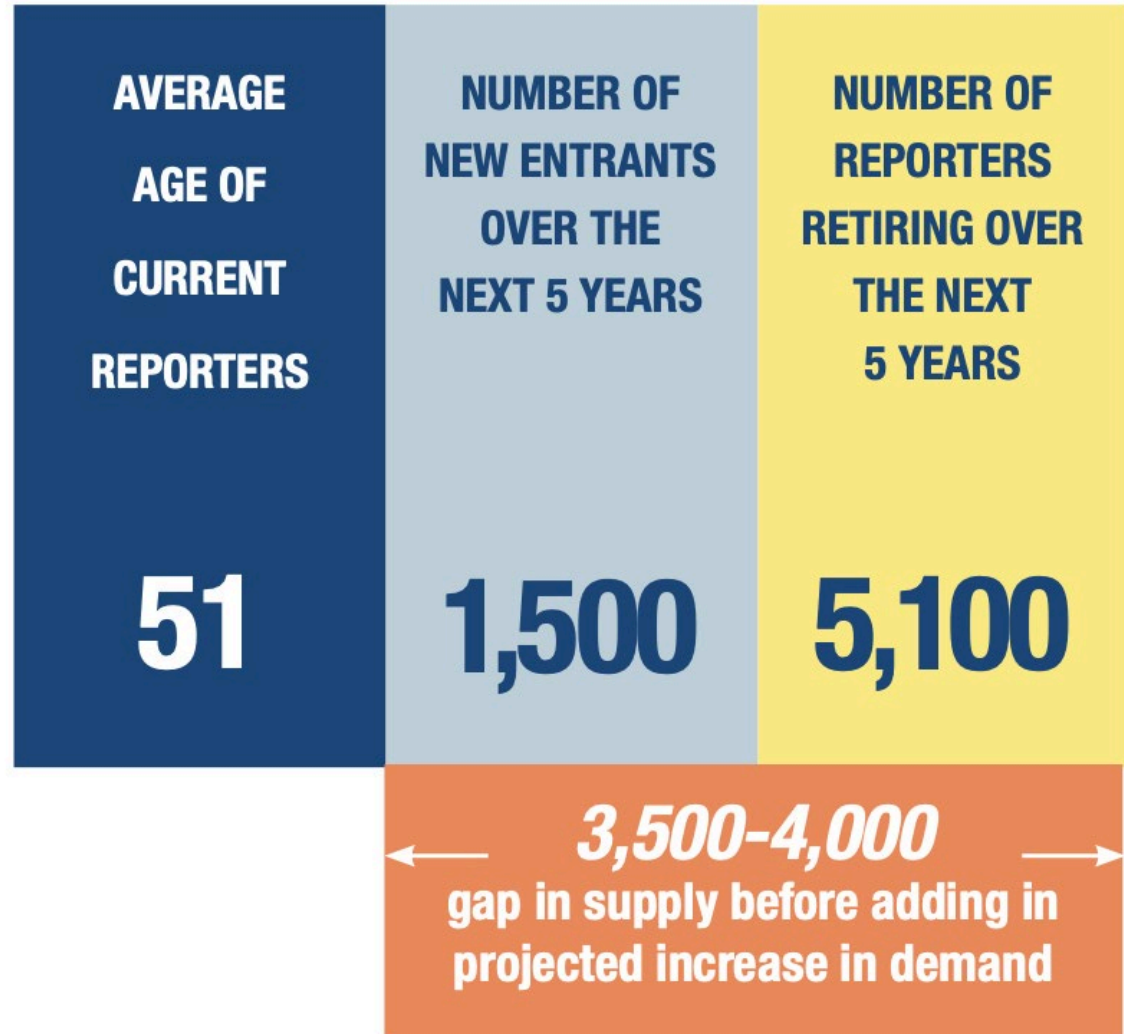 AVERAGE
AGE OF
CURRENT
REPORTERS
51
NUMBER OF
NEW ENTRANTS
OVER THE
NEXT 5 YEARS
1,500
NUMBER OF
REPORTERS
RETIRING OVER
THE NEXT
5 YEARS
5,100
3,500-4,000
gap in supply before adding in
projected increase in demand